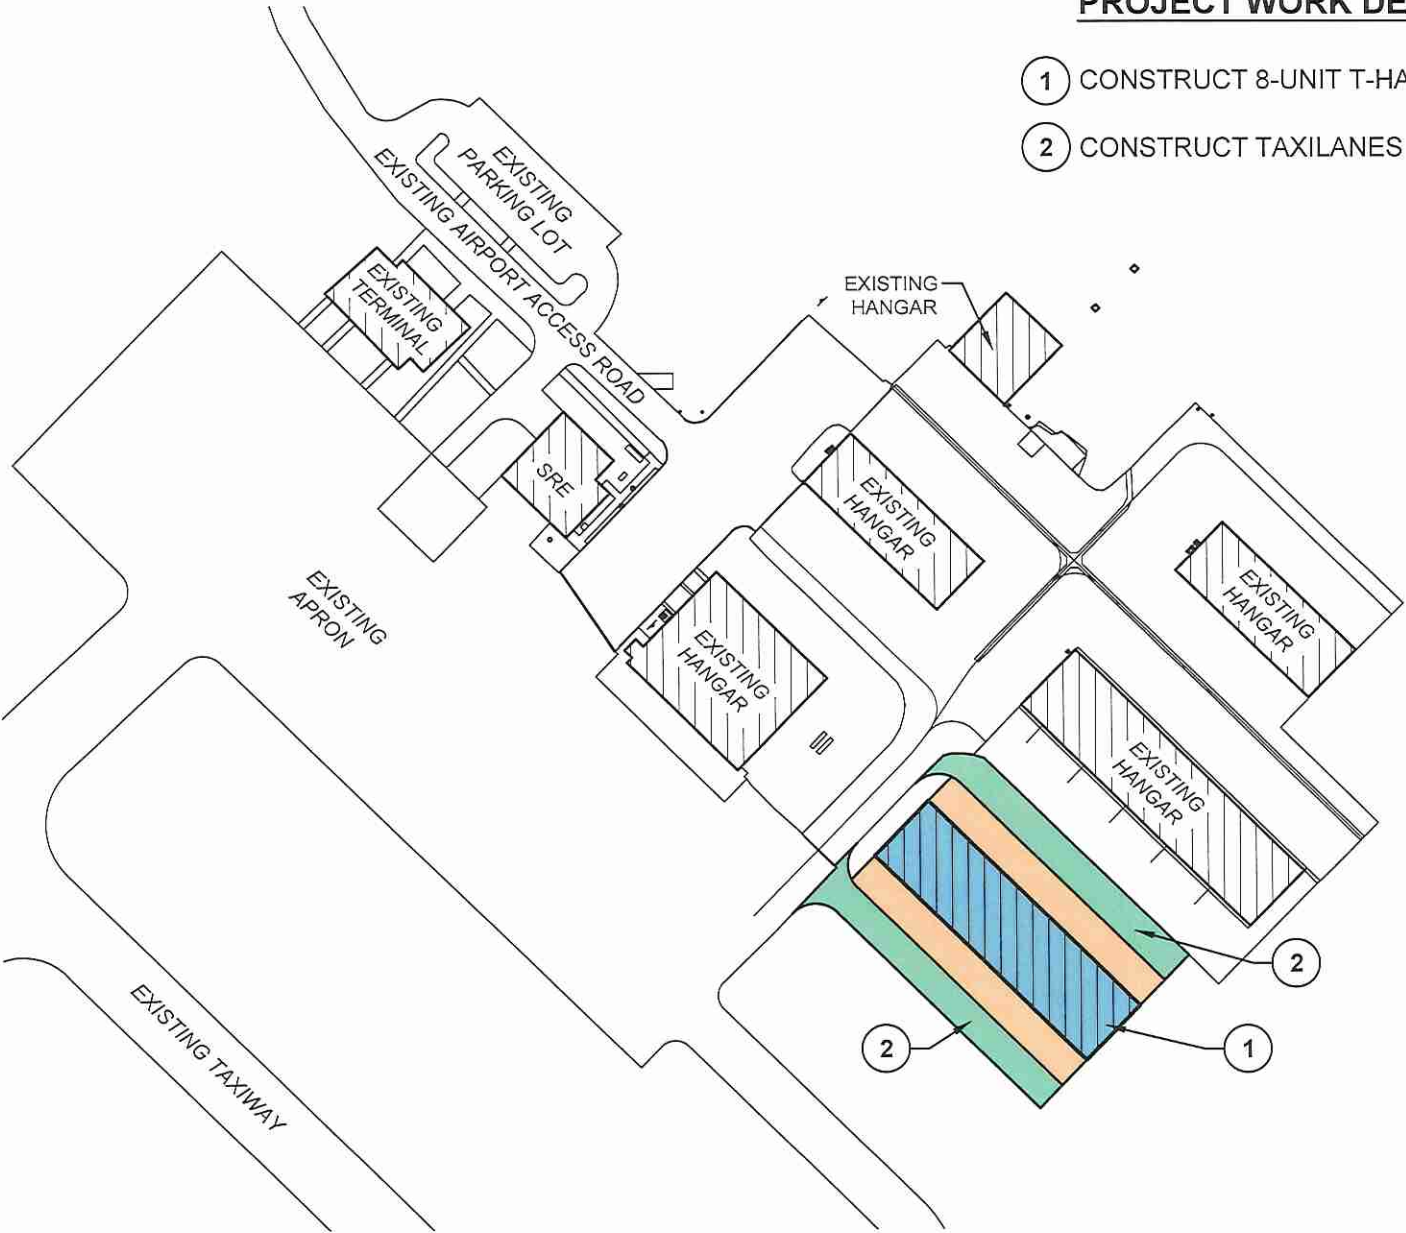 PROJECT WORK DE
1 CONSTRUCT 8-UNIT T-HA
2 CONSTRUCT TAXILANES
EXISTING
PARKING LOT
EXISTING AIRPORT ACCESS ROAD
EXISTING
TERMINAL
EXISTING
HANGAR
SRE
EXISTING
HANGAR
EXISTING
HANGAR
EXISTING
APRON
EXISTING
HANGAR
EXISTING
HANGAR
2
2
1
EXISTING TAXIWAY